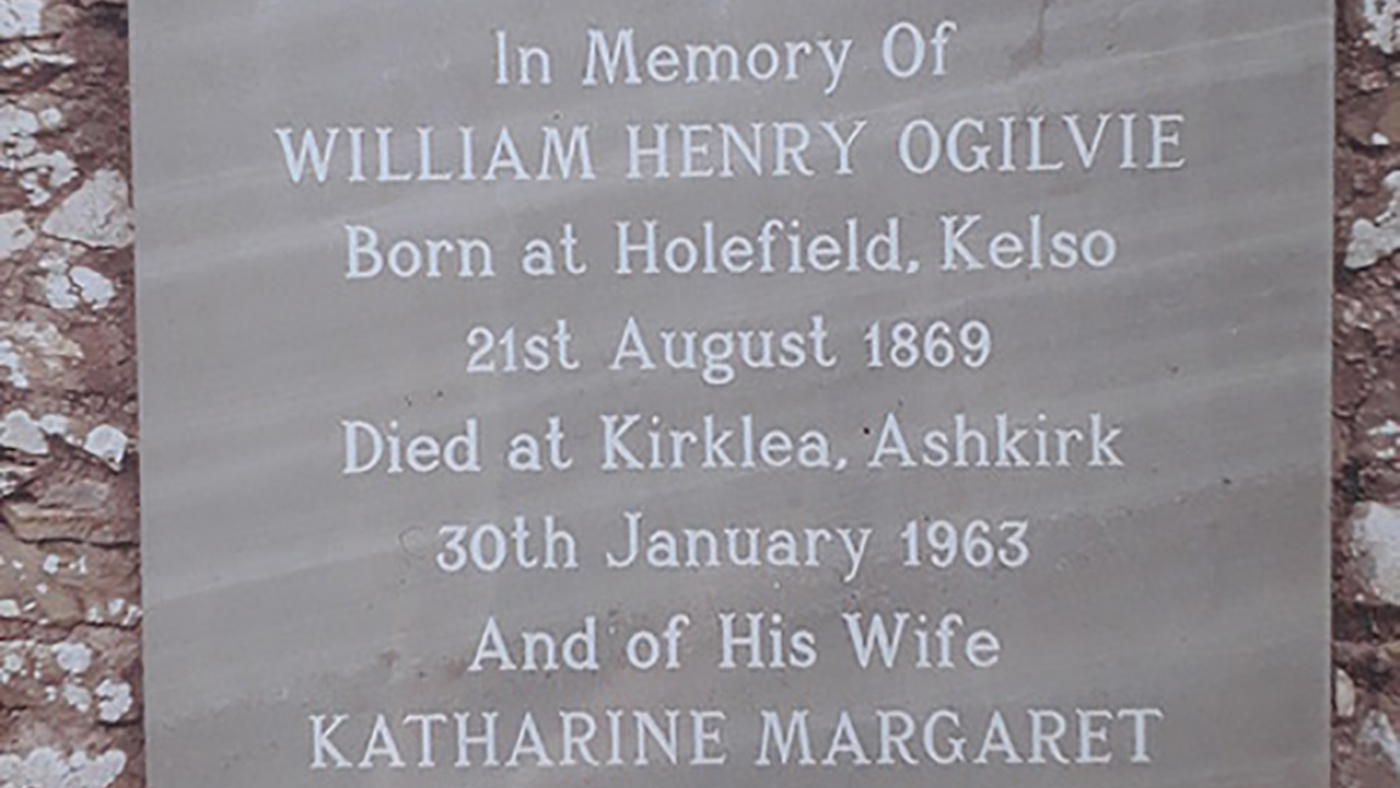 In Memory Of
WILLIAM HENRY OGILVIE
Born at Holefield, Kelso
21st August 1869
Died at Kirklea, Ashkirk
30th January 1963
And of His Wife
KATHARINE MARGARET